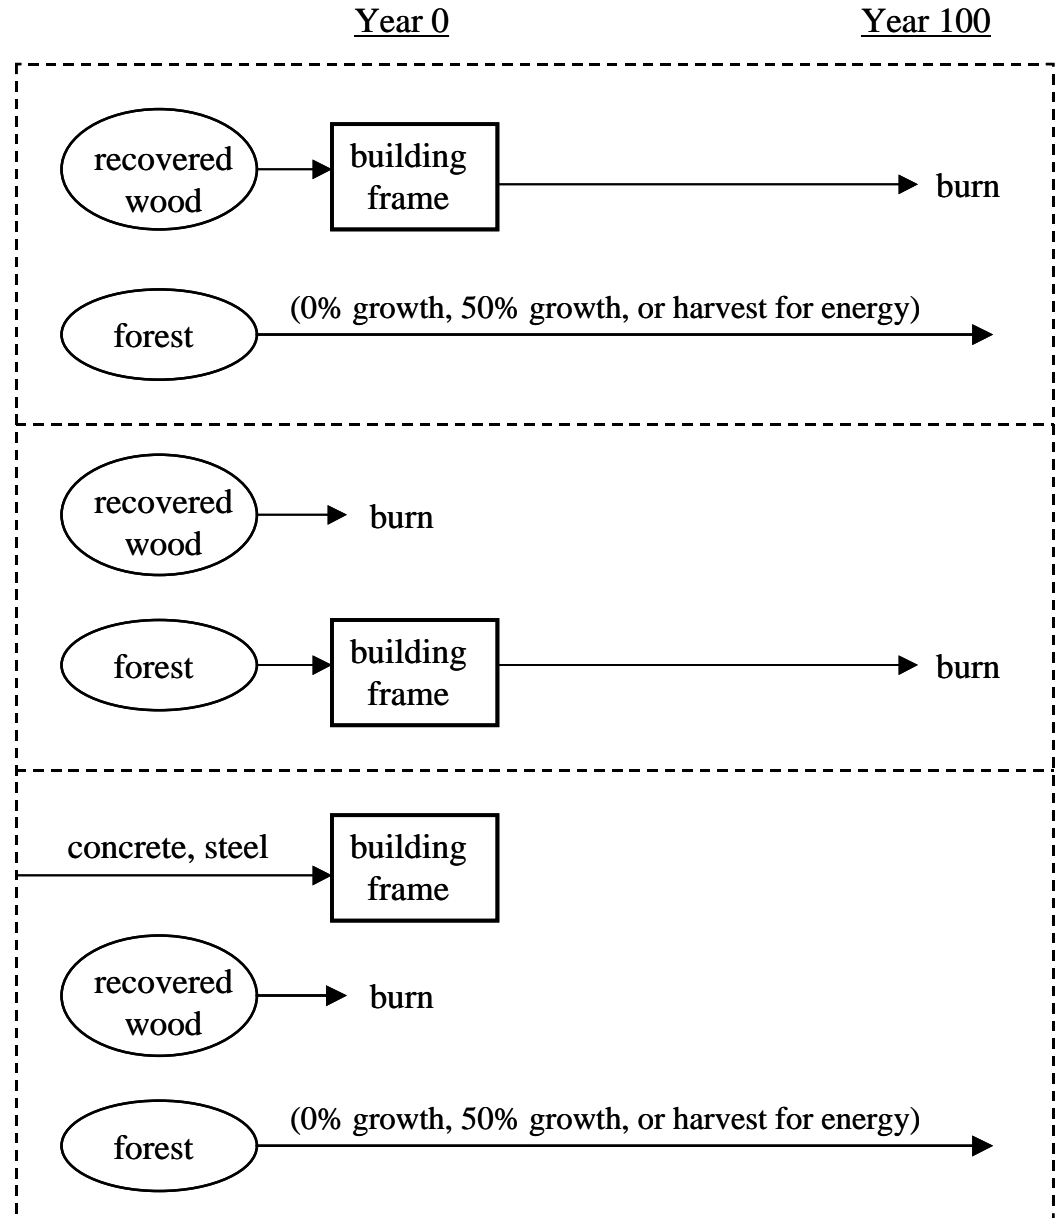 Year 0
Year 100
recovered
wood
building
frame
burn
(0% growth, 50% growth, or harvest for energy)
forest
recovered
wood
burn
forest
building
frame
burn
concrete, steel
building
frame
recovered
wood
burn
(0% growth, 50% growth, or harvest for energy)
forest